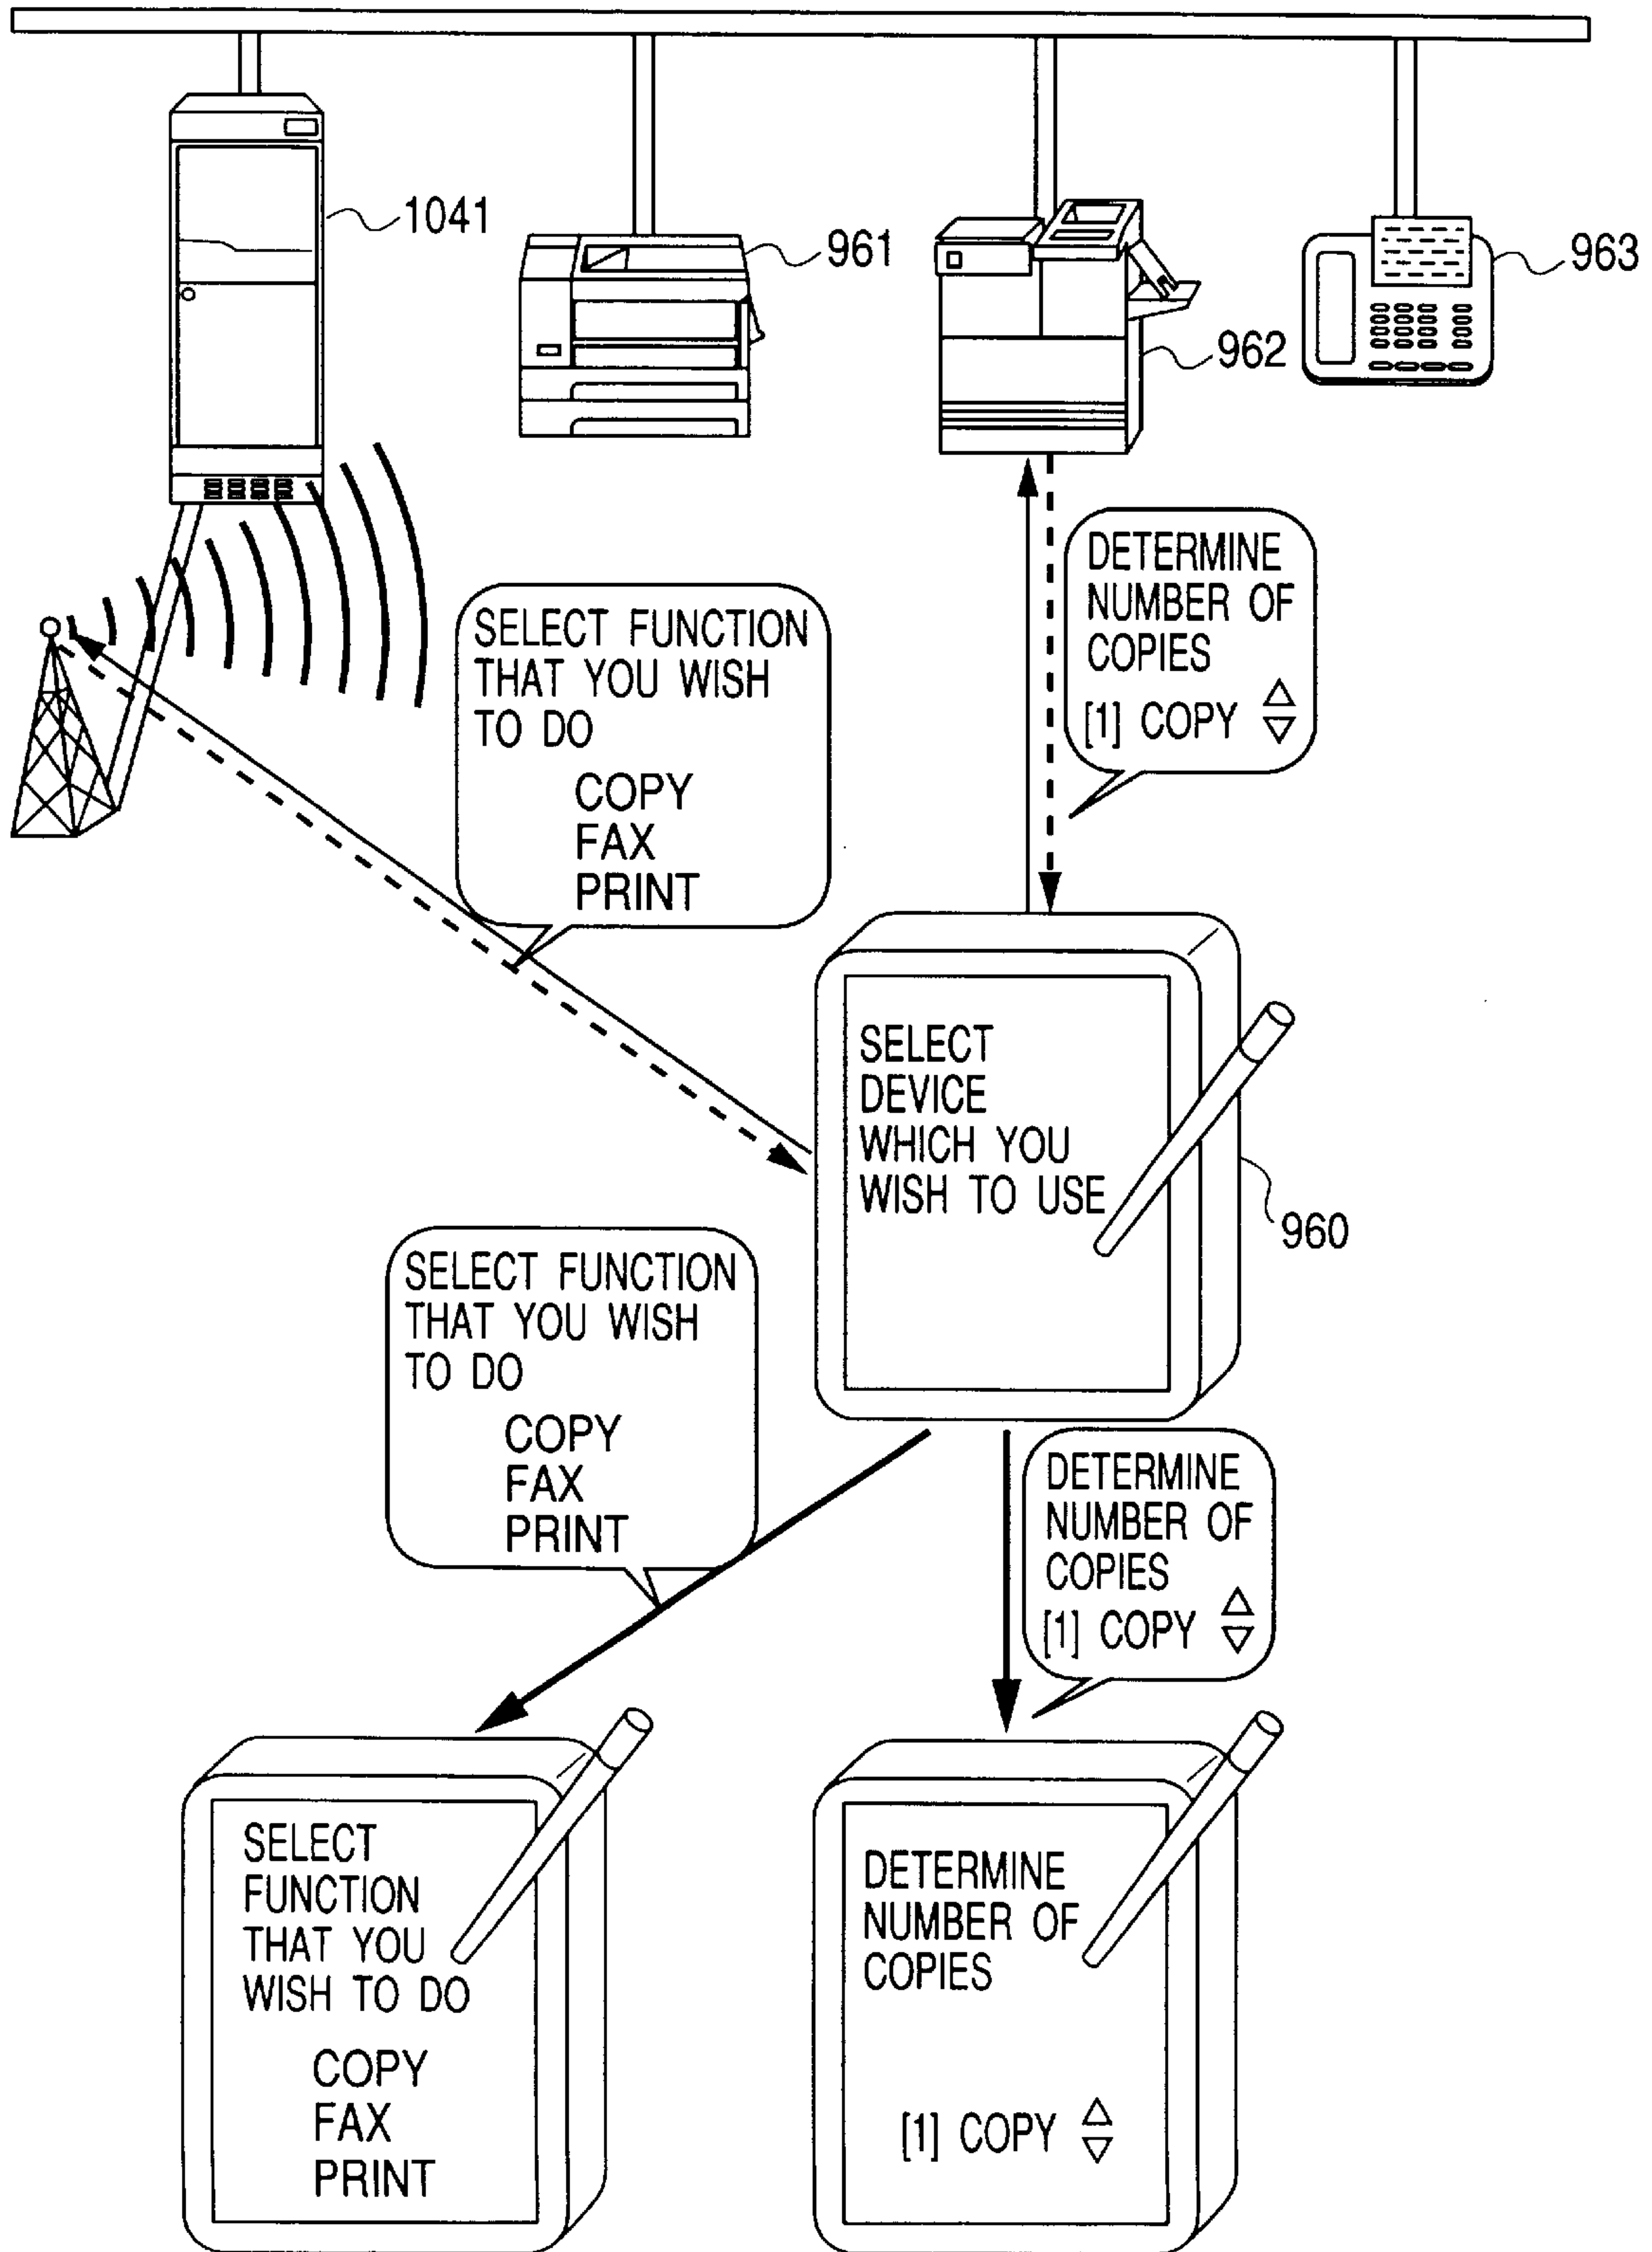 1041
961
962
963
DETERMINE
NUMBER OF
COPIES
[1] COPY △▽
SELECT FUNCTION
THAT YOU WISH
TO DO
COPY
FAX
PRINT
SELECT
DEVICE
WHICH YOU
WISH TO USE
960
SELECT FUNCTION
THAT YOU WISH
TO DO
COPY
FAX
PRINT
DETERMINE
NUMBER OF
COPIES
[1] COPY △▽
SELECT
FUNCTION
THAT YOU
WISH TO DO
COPY
FAX
PRINT
DETERMINE
NUMBER OF
COPIES
[1] COPY △▽